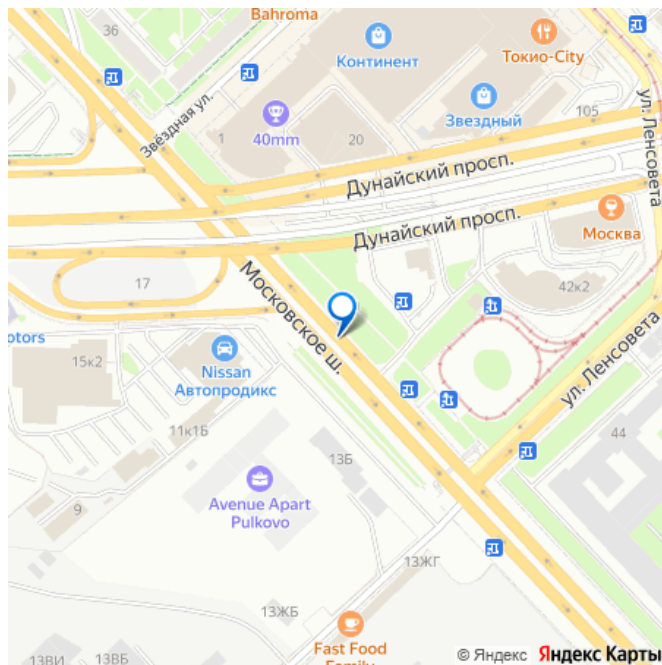 Bahroma
36
Континент
Токио-City
Звёздная ул.
Звездный
105
ул. Ленсовета
1
40mm
20
Дунайский просп.
Дунайский просп.
Москва
17
42к2
Московское ш.
otors
15к2
Nissan
Автопродикс
ул. Ленсовета
11к1Б
13Б
44
9
Avenue Apart
Pulkovo
13ЖГ
13ЖБ
Fast Food
Family
13ВИ
13ВБ
© Яндекс Яндекс Карты